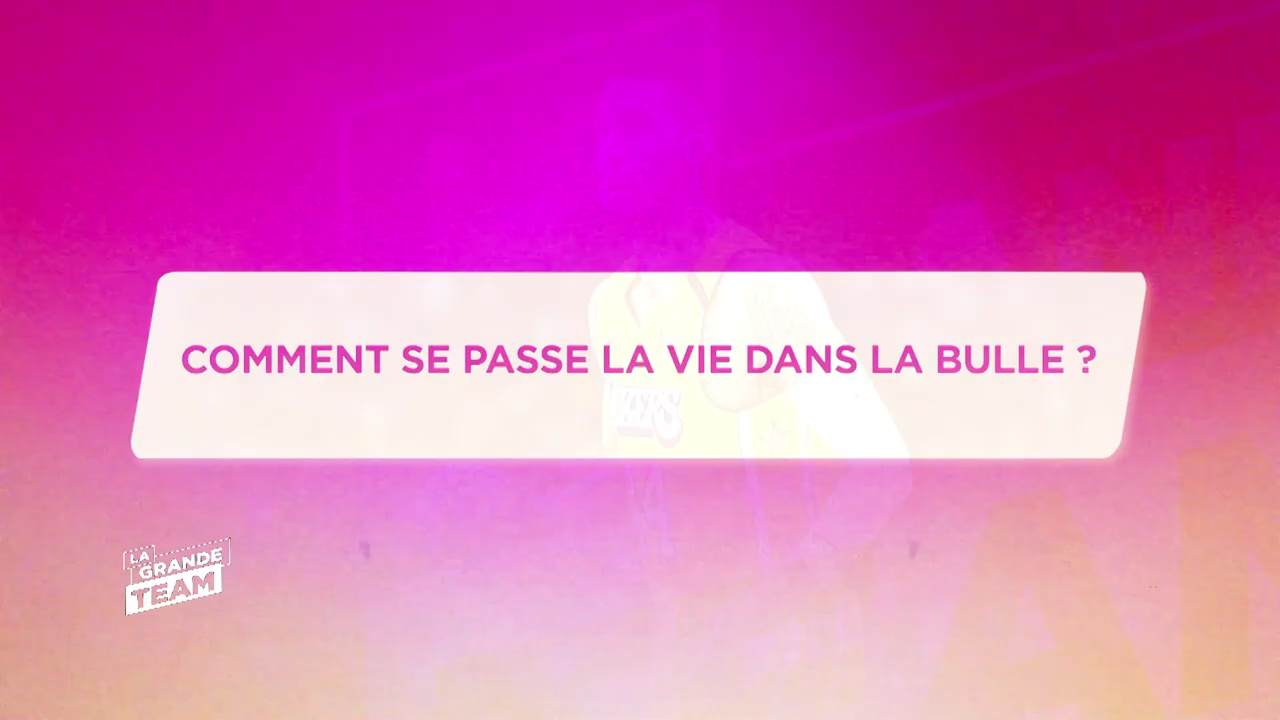 COMMENT SE PASSE LA VIE DANS LA BULLE ?
LA
GRANDE
TEAM